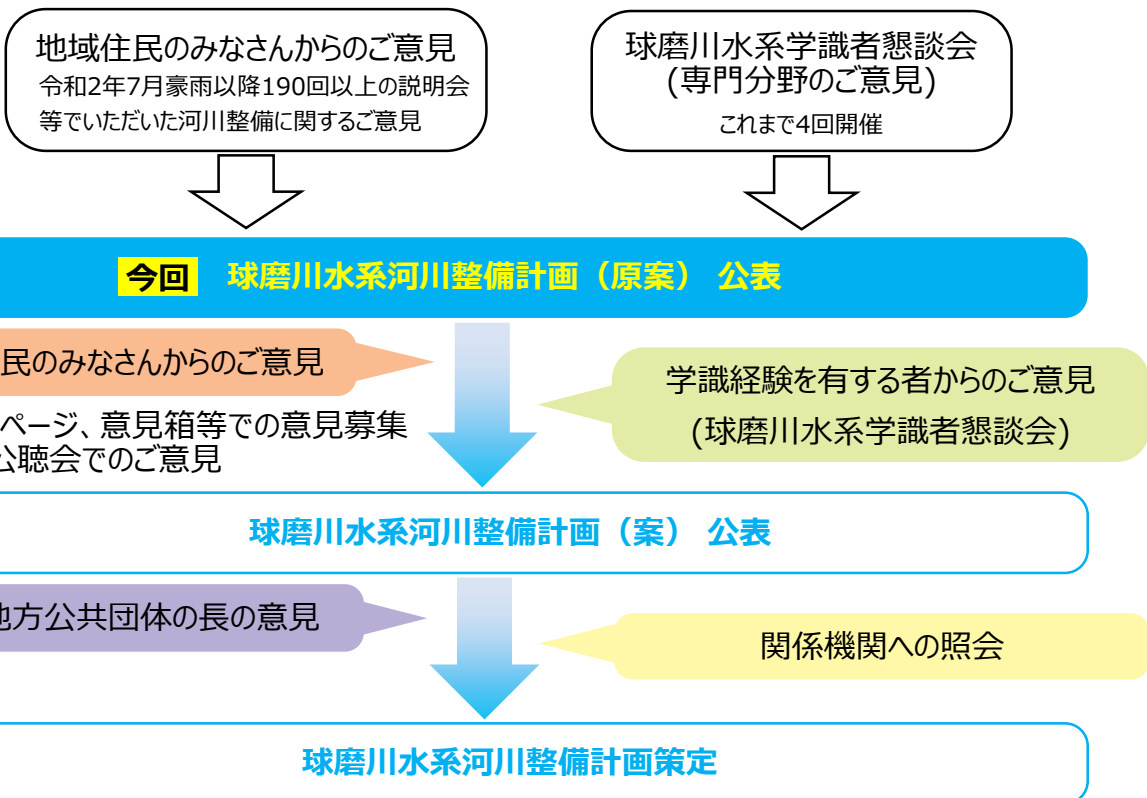 地域住民のみなさんからのご意見
令和2年7月豪雨以降190回以上の説明会
等でいただいた河川整備に関するご意見
球磨川水系学識者懇談会
(専門分野のご意見)
これまで4回開催
今回 球磨川水系河川整備計画（原案） 公表
民のみなさんからのご意見
ページ、意見箱等での意見募集
公聴会でのご意見
学識経験を有する者からのご意見
(球磨川水系学識者懇談会)
球磨川水系河川整備計画（案） 公表
地方公共団体の長の意見
関係機関への照会
球磨川水系河川整備計画策定